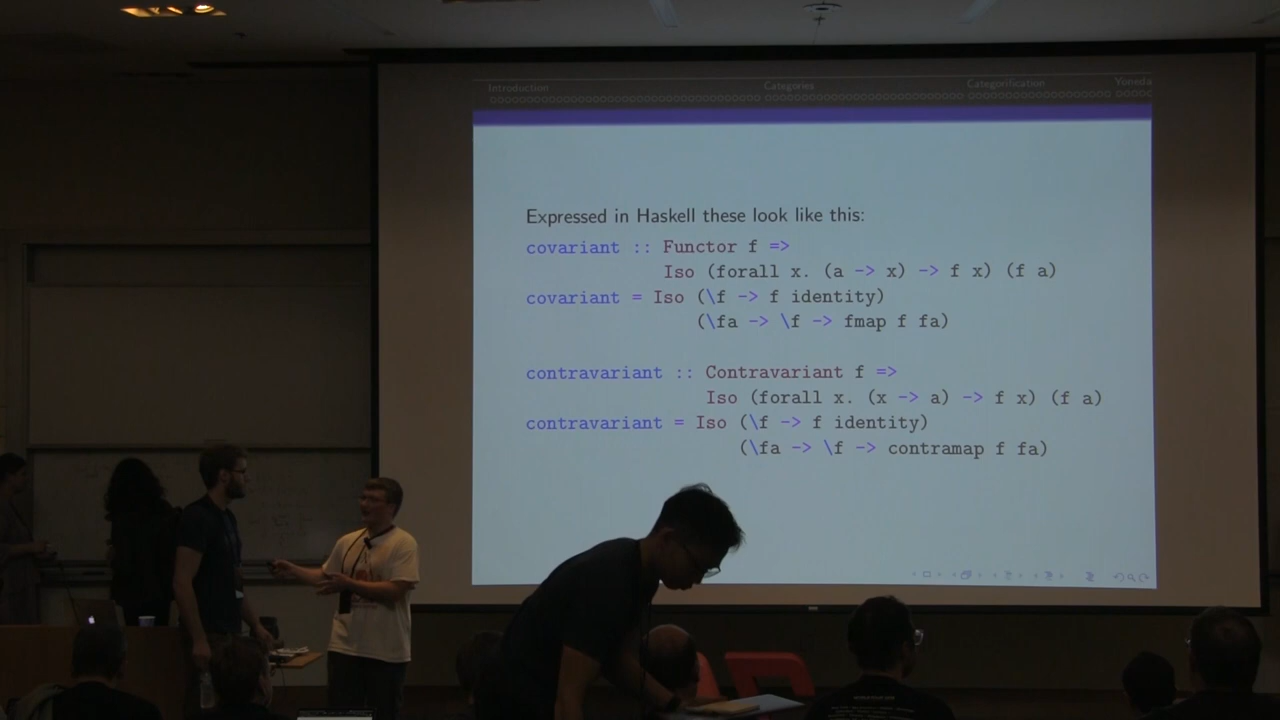 Introduction Categories Categorification Yoneda
Expressed in Haskell these look like this:
covariant :: Functor f =>
Iso (forall x. (a -> x) -> f x) (f a)
covariant = Iso (\f -> f identity)
(\fa -> \f -> fmap f fa)
contravariant :: Contravariant f =>
Iso (forall x. (x -> a) -> f x) (f a)
contravariant = Iso (\f -> f identity)
(\fa -> \f -> contramap f fa)